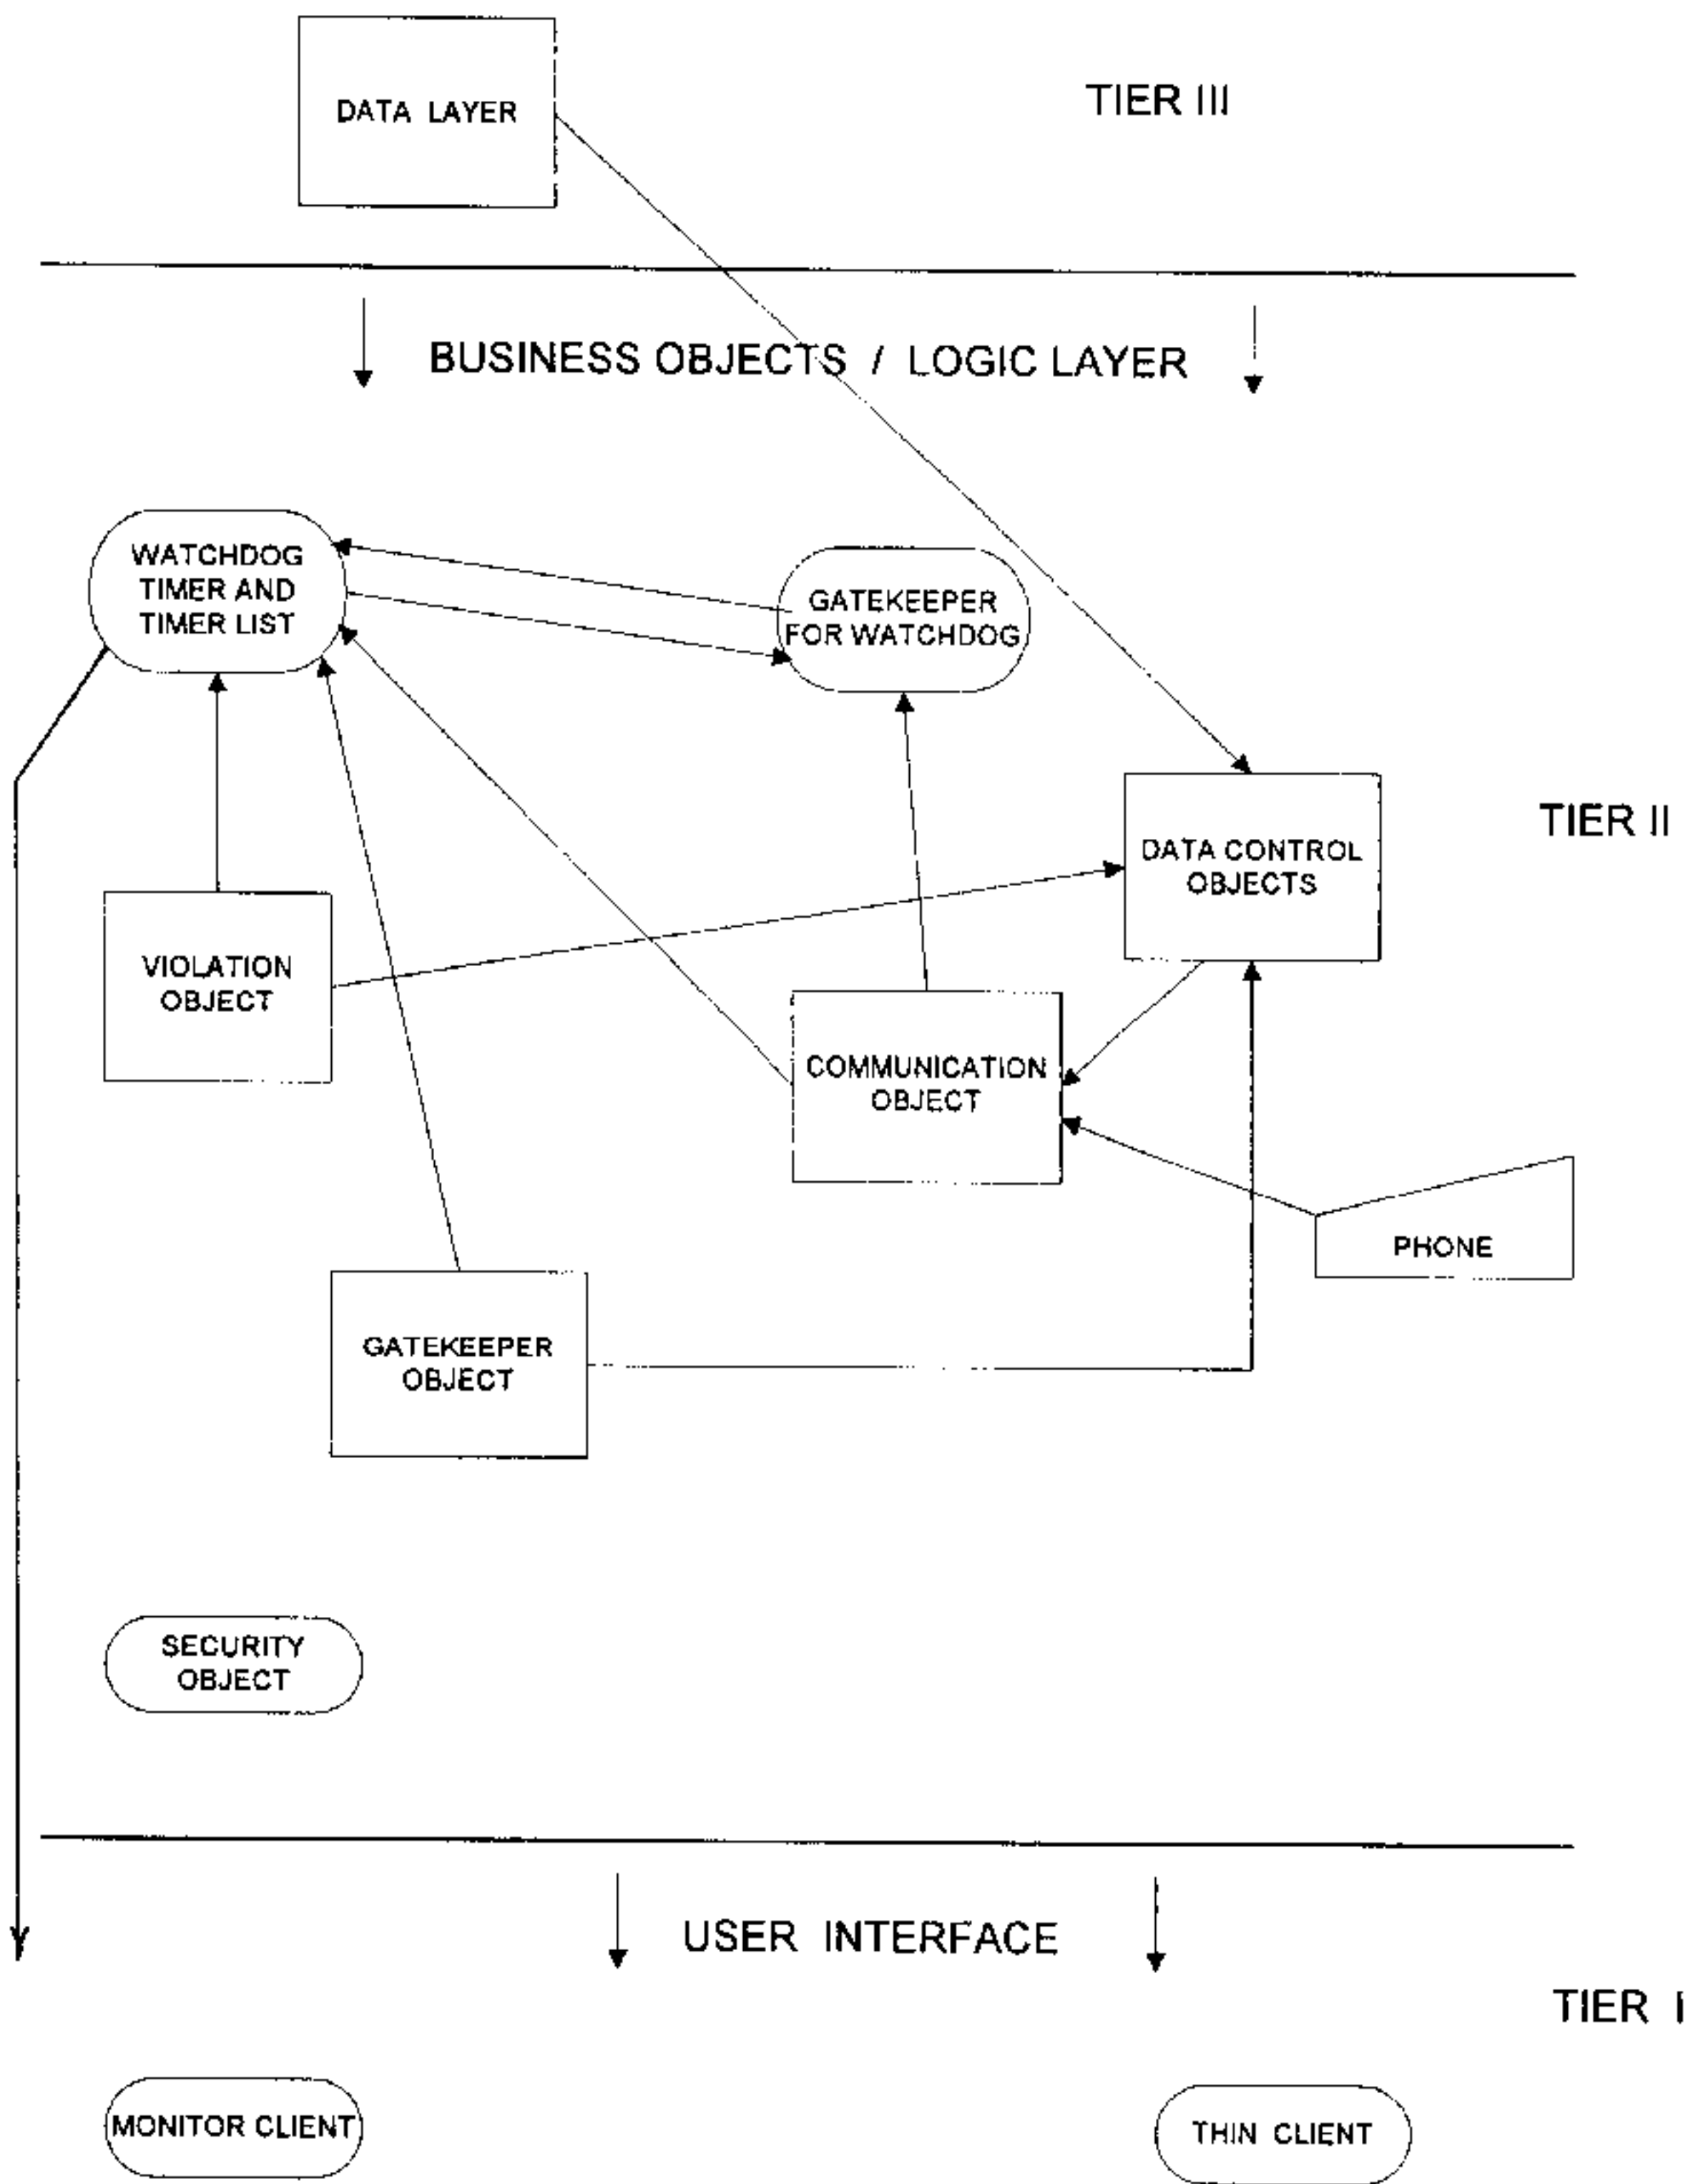 DATA LAYER
TIER III
BUSINESS OBJECTS / LOGIC LAYER
WATCHDOG
TIMER AND
TIMER LIST
GATEKEEPER
FOR WATCHDOG
TIER II
DATA CONTROL
OBJECTS
VIOLATION
OBJECT
COMMUNICATION
OBJECT
PHONE
GATEKEEPER
OBJECT
SECURITY
OBJECT
USER INTERFACE
TIER I
MONITOR CLIENT
THIN CLIENT